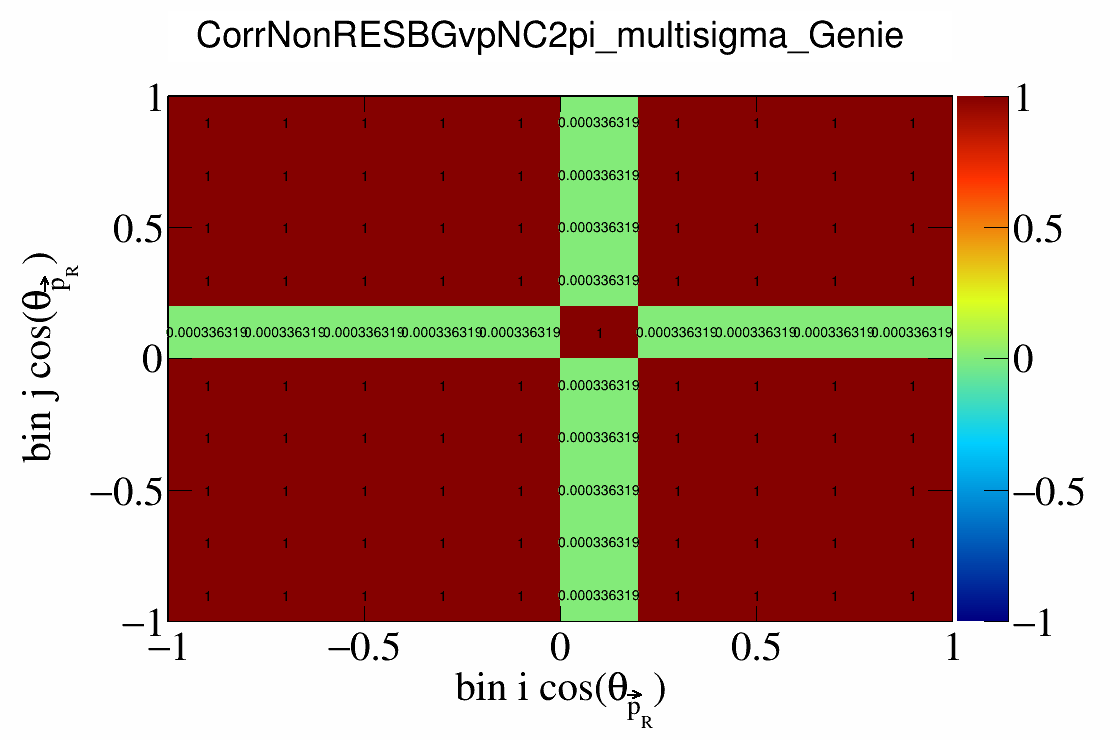 CorrNonRESBGvpNC2pi_multisigma_Genie
1 1 1 1 1 1 0.000336319 1 1 1 1 1
1 1 1 1 1 0.000336319 1 1 1 1
0.5 1 1 1 1 1 0.000336319 1 1 1 1 0.5
1 1 1 1 1 0.000336319 1 1 1 1
0.000336319 0.000336319 0.000336319 0.000336319 0.000336319 1 0.000336319 0.000336319 0.000336319 0.000336319
0 0
1 1 1 1 1 0.000336319 1 1 1 1
1 1 1 1 1 0.000336319 1 1 1 1
−0.5 1 1 1 1 1 0.000336319 1 1 1 1 −0.5
1 1 1 1 1 0.000336319 1 1 1 1
1 1 1 1 1 0.000336319 1 1 1 1
−1 −1
−1 −0.5 0 0.5 1
bin i cos(θp⃗R)
bin j cos(θp⃗R)